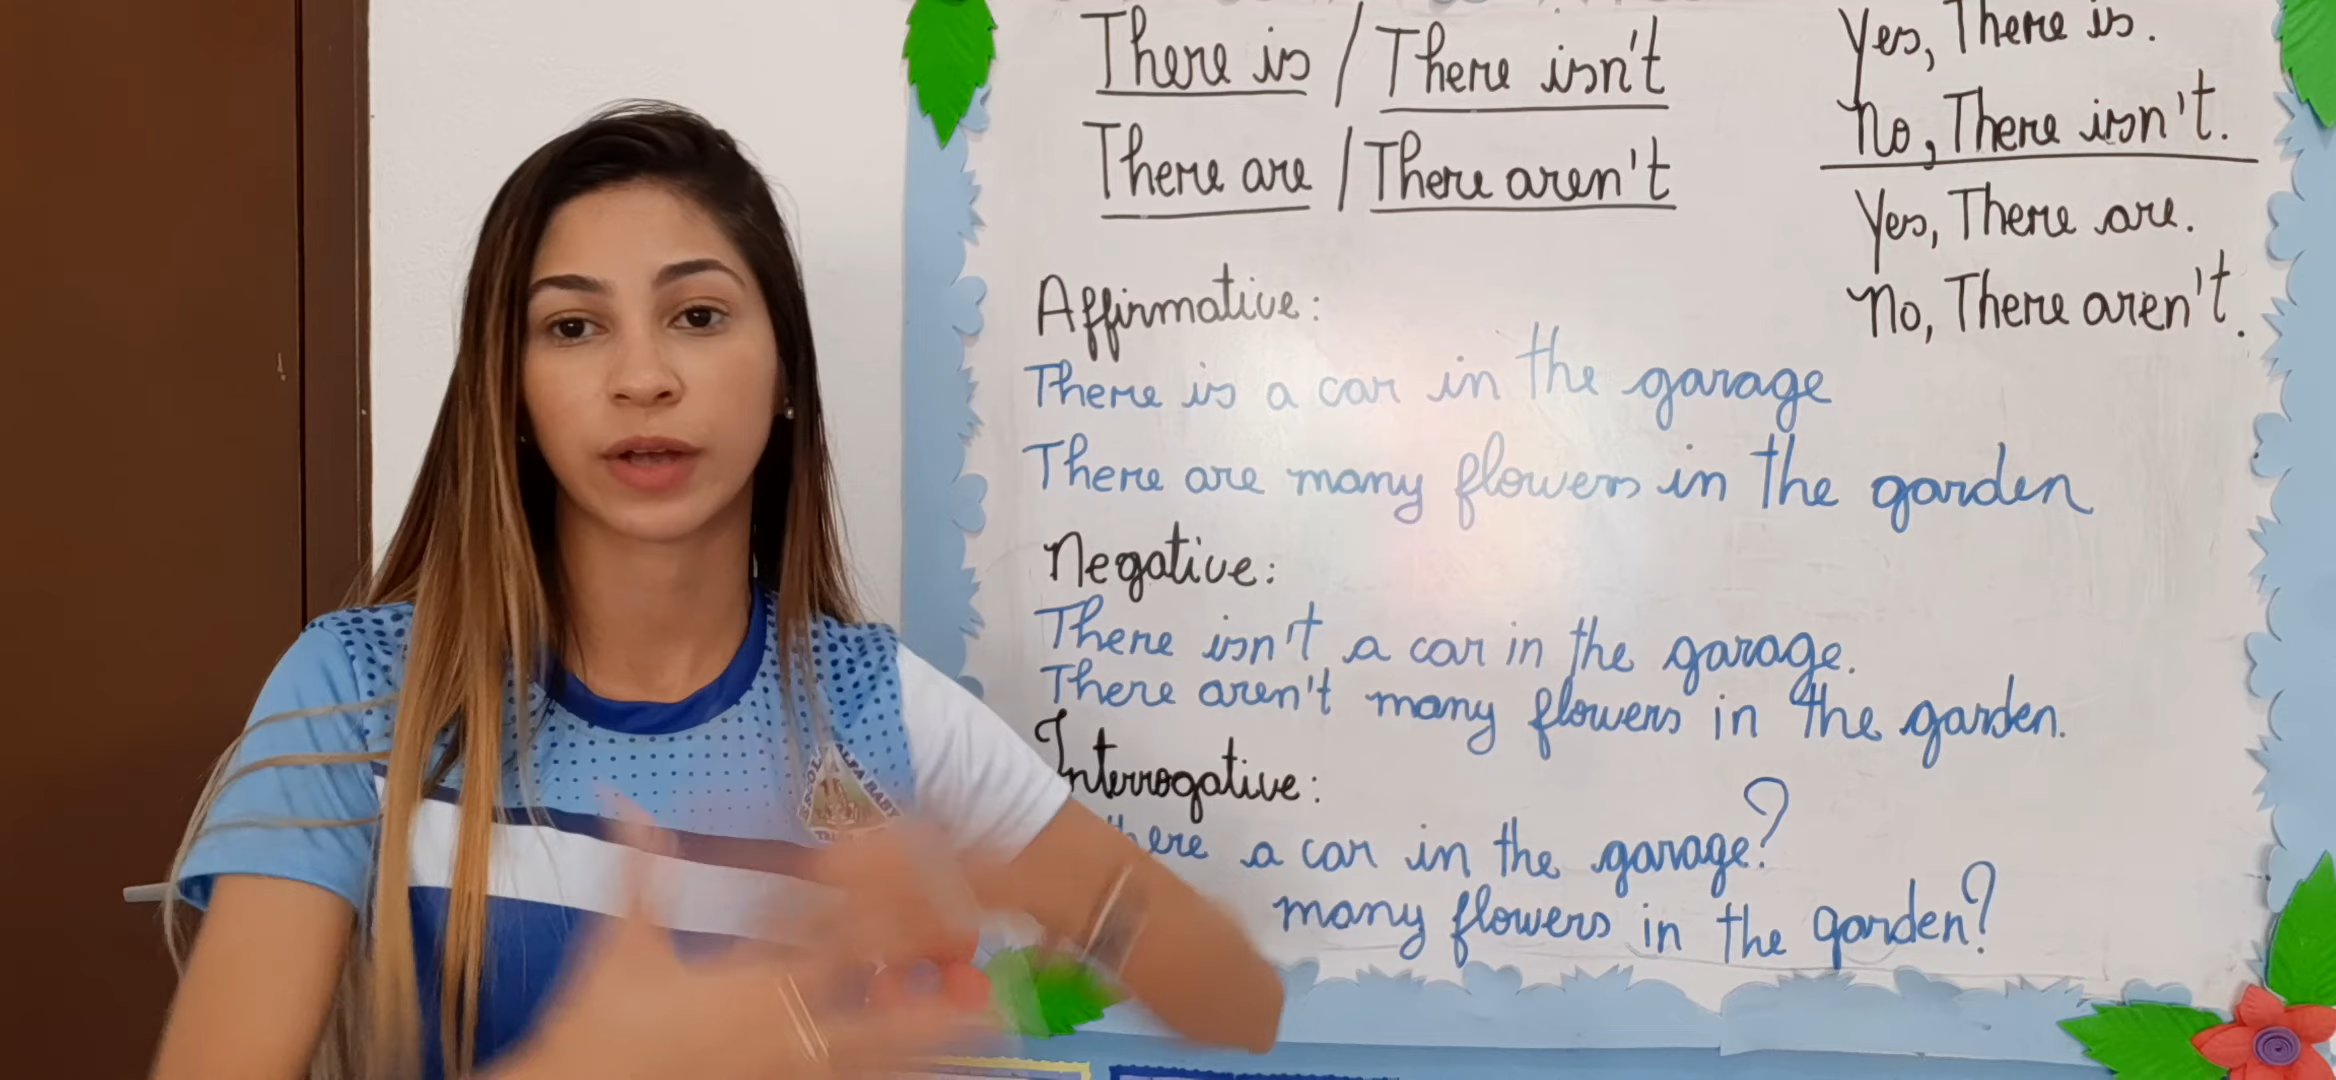 There is / There isn't
There are / There aren't
Yes, There is.
No, There isn't.
Yes, There are.
No, There aren't.
Affirmative:
There is a car in the garage
There are many flowers in the garden
Negative:
There isn't a car in the garage.
There aren't many flowers in the garden.
Interrogative:
here a car in the garage?
many flowers in the garden?